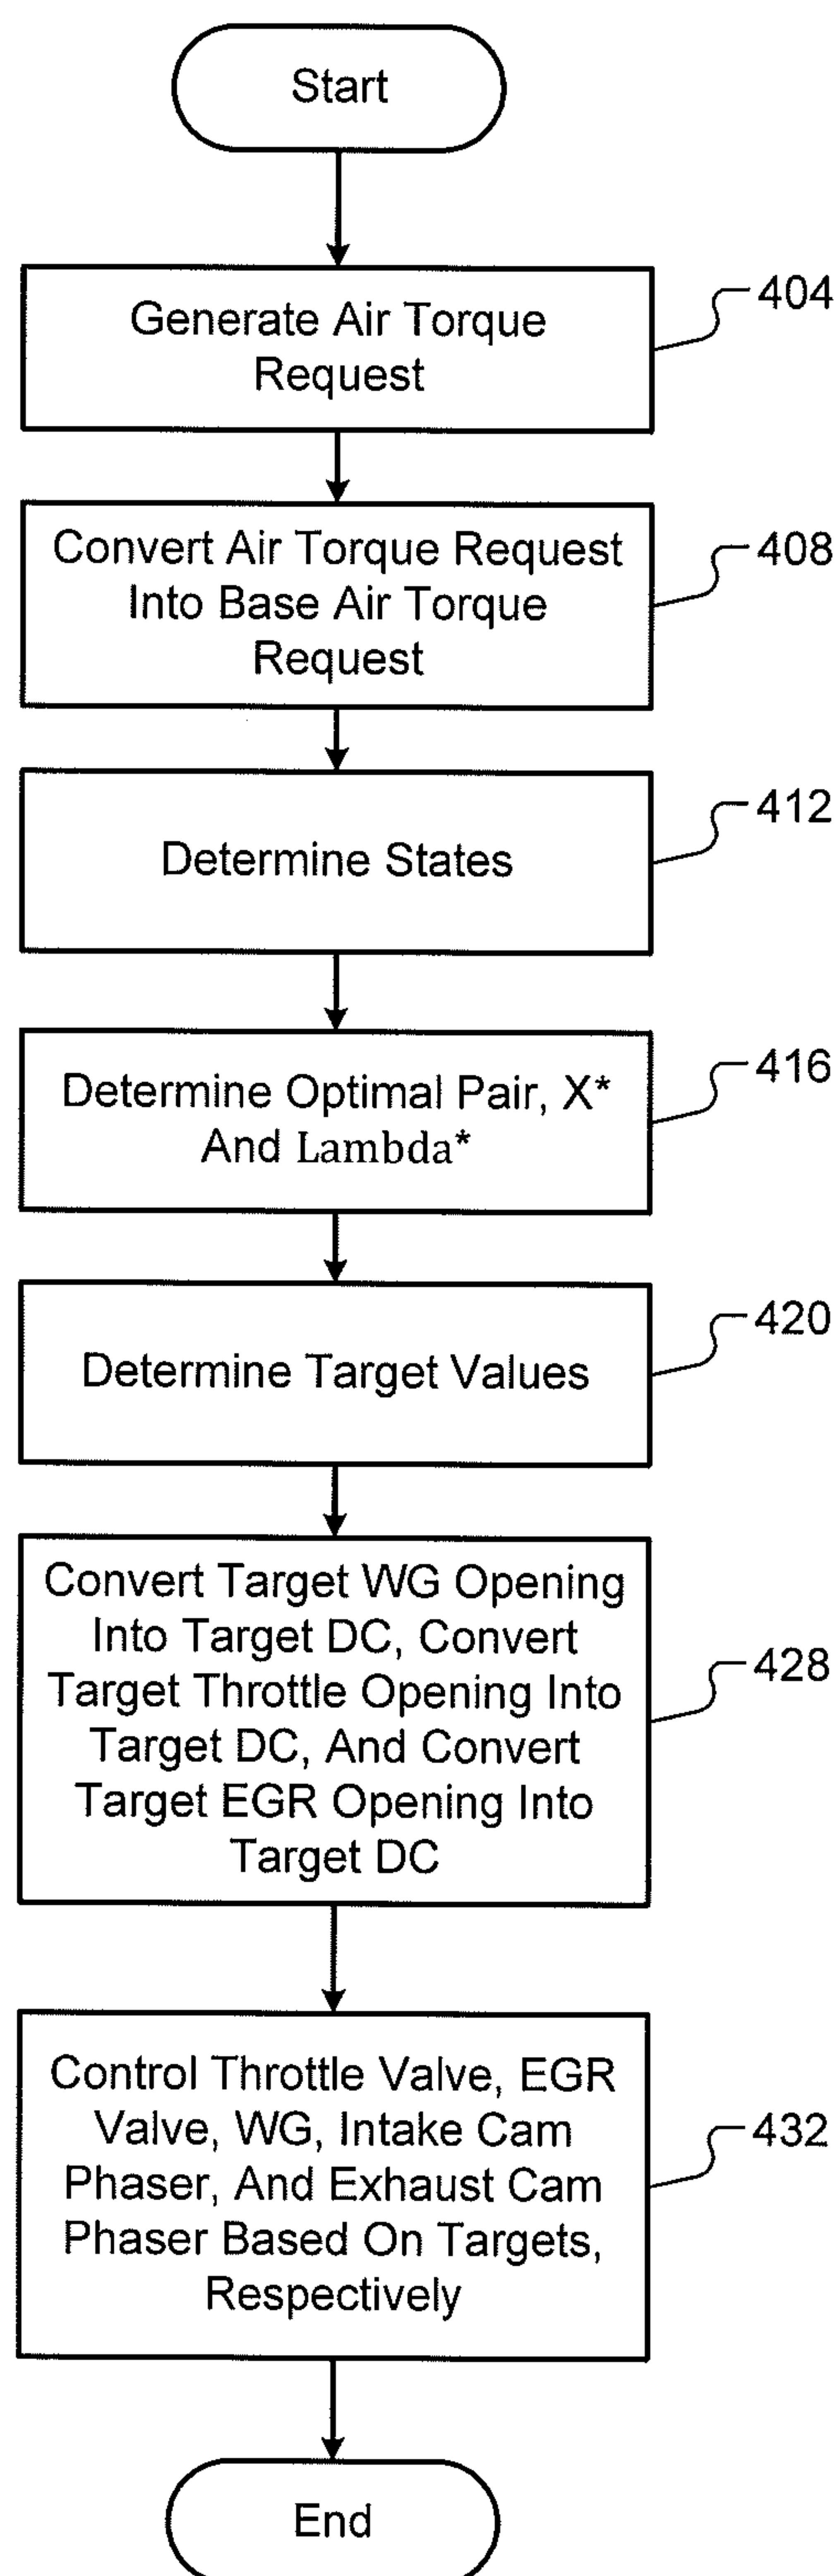 Start
Generate Air Torque
Request
404
Convert Air Torque Request
Into Base Air Torque
Request
408
Determine States
412
Determine Optimal Pair, X*
And Lambda*
416
Determine Target Values
420
Convert Target WG Opening
Into Target DC, Convert
Target Throttle Opening Into
Target DC, And Convert
Target EGR Opening Into
Target DC
428
Control Throttle Valve, EGR
Valve, WG, Intake Cam
Phaser, And Exhaust Cam
Phaser Based On Targets,
Respectively
432
End